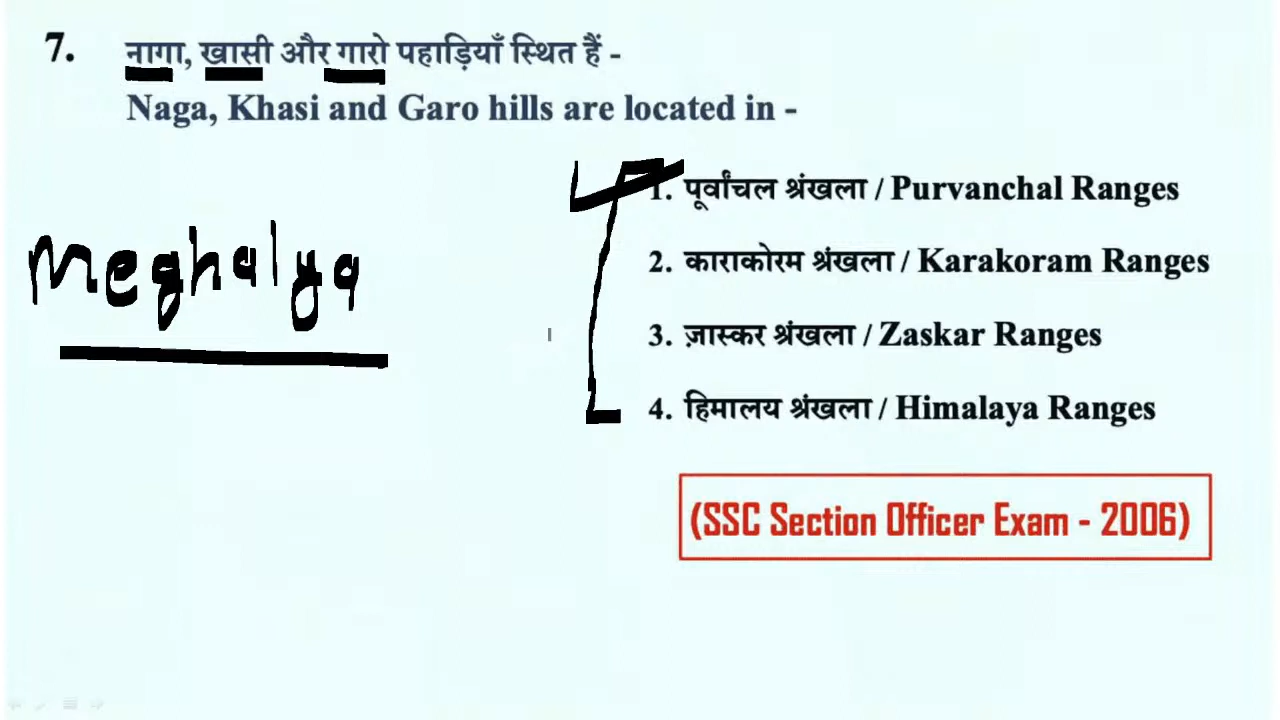 7. नागा, खासी और गारो पहाड़ियाँ स्थित हैं -
Naga, Khasi and Garo hills are located in -
1. पूर्वांचल श्रंखला / Purvanchal Ranges
Meghalya
2. काराकोरम श्रंखला / Karakoram Ranges
3. ज़ास्कर श्रंखला / Zaskar Ranges
4. हिमालय श्रंखला / Himalaya Ranges
(SSC Section Officer Exam - 2006)